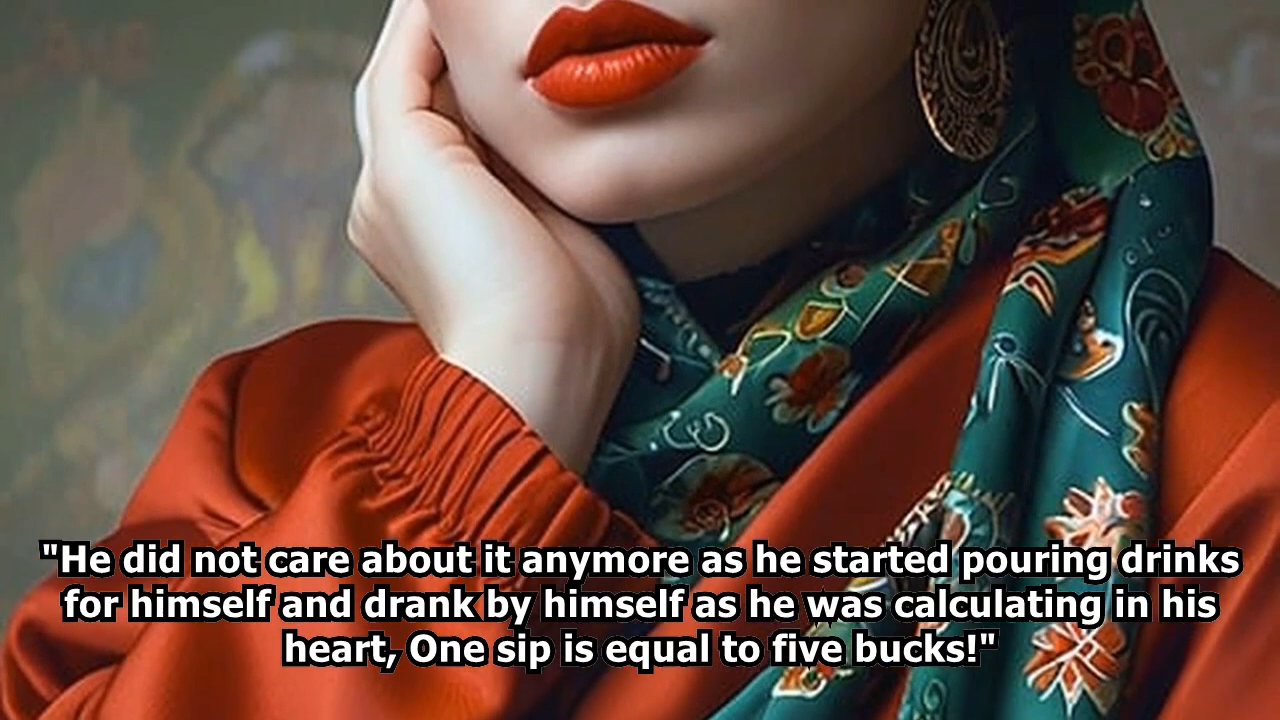 "He did not care about it anymore as he started pouring drinks
for himself and drank by himself as he was calculating in his
heart, One sip is equal to five bucks!"